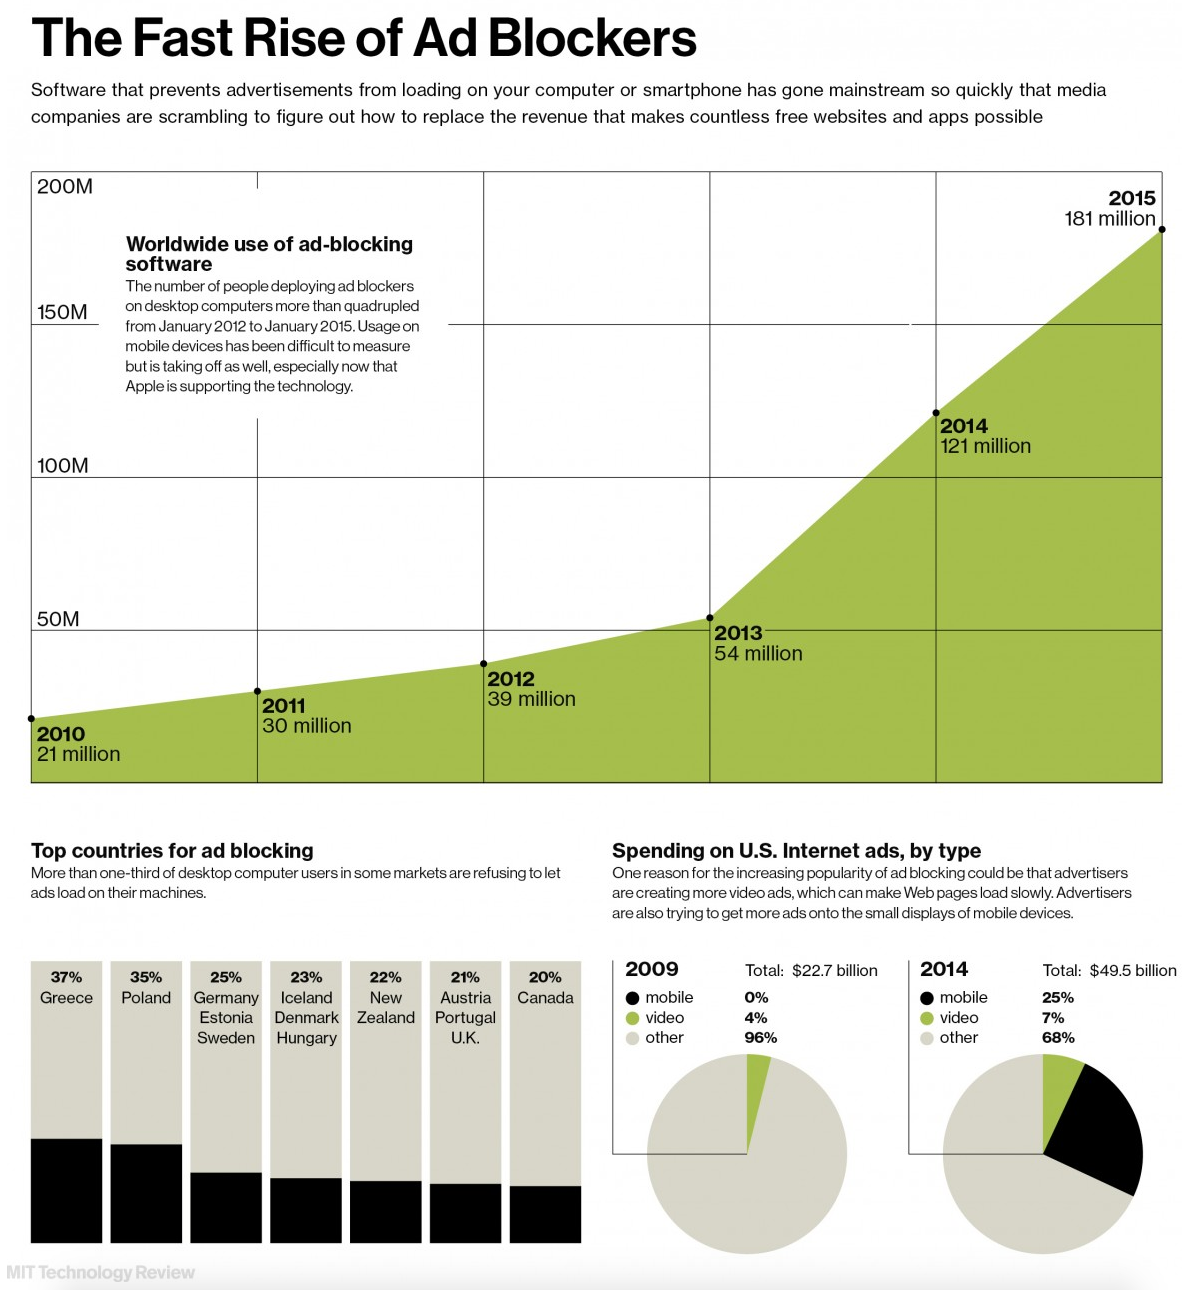 The Fast Rise of Ad Blockers
Software that prevents advertisements from loading on your computer or smartphone has gone mainstream so quickly that media
companies are scrambling to figure out how to replace the revenue that makes countless free websites and apps possible
200M
150M
100M
50M
Worldwide use of ad-blocking
software
The number of people deploying ad blockers
on desktop computers more than quadrupled
from January 2012 to January 2015. Usage on
mobile devices has been difficult to measure
but is taking off as well, especially now that
Apple is supporting the technology.
2010
21 million
2011
30 million
2012
39 million
2013
54 million
2014
121 million
2015
181 million
Top countries for ad blocking
More than one-third of desktop computer users in some markets are refusing to let
ads load on their machines.
37%
Greece
35%
Poland
25%
Germany
Estonia
Sweden
23%
Iceland
Denmark
Hungary
22%
New
Zealand
21%
Austria
Portugal
U.K.
20%
Canada
Spending on U.S. Internet ads, by type
One reason for the increasing popularity of ad blocking could be that advertisers
are creating more video ads, which can make Web pages load slowly. Advertisers
are also trying to get more ads onto the small displays of mobile devices.
2009 Total: $22.7 billion
mobile 0%
video 4%
other 96%
2014 Total: $49.5 billion
mobile 25%
video 7%
other 68%
MIT Technology Review